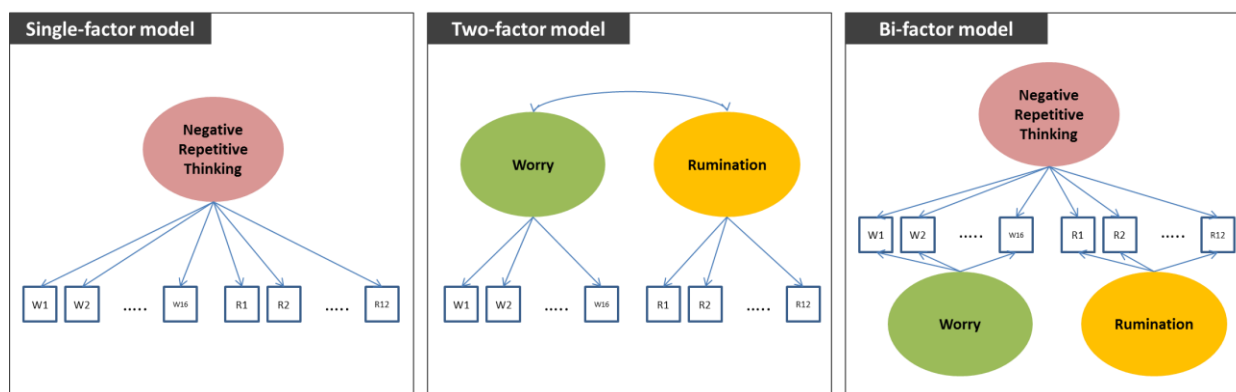 Single-factor model
Negative
Repetitive
Thinking
W1 W2 ..... W16 R1 R2 ..... R12
Two-factor model
Worry Rumination
W1 W2 ..... W16 R1 R2 ..... R12
Bi-factor model
Negative
Repetitive
Thinking
W1 W2 ..... W16 R1 R2 ..... R12
Worry Rumination